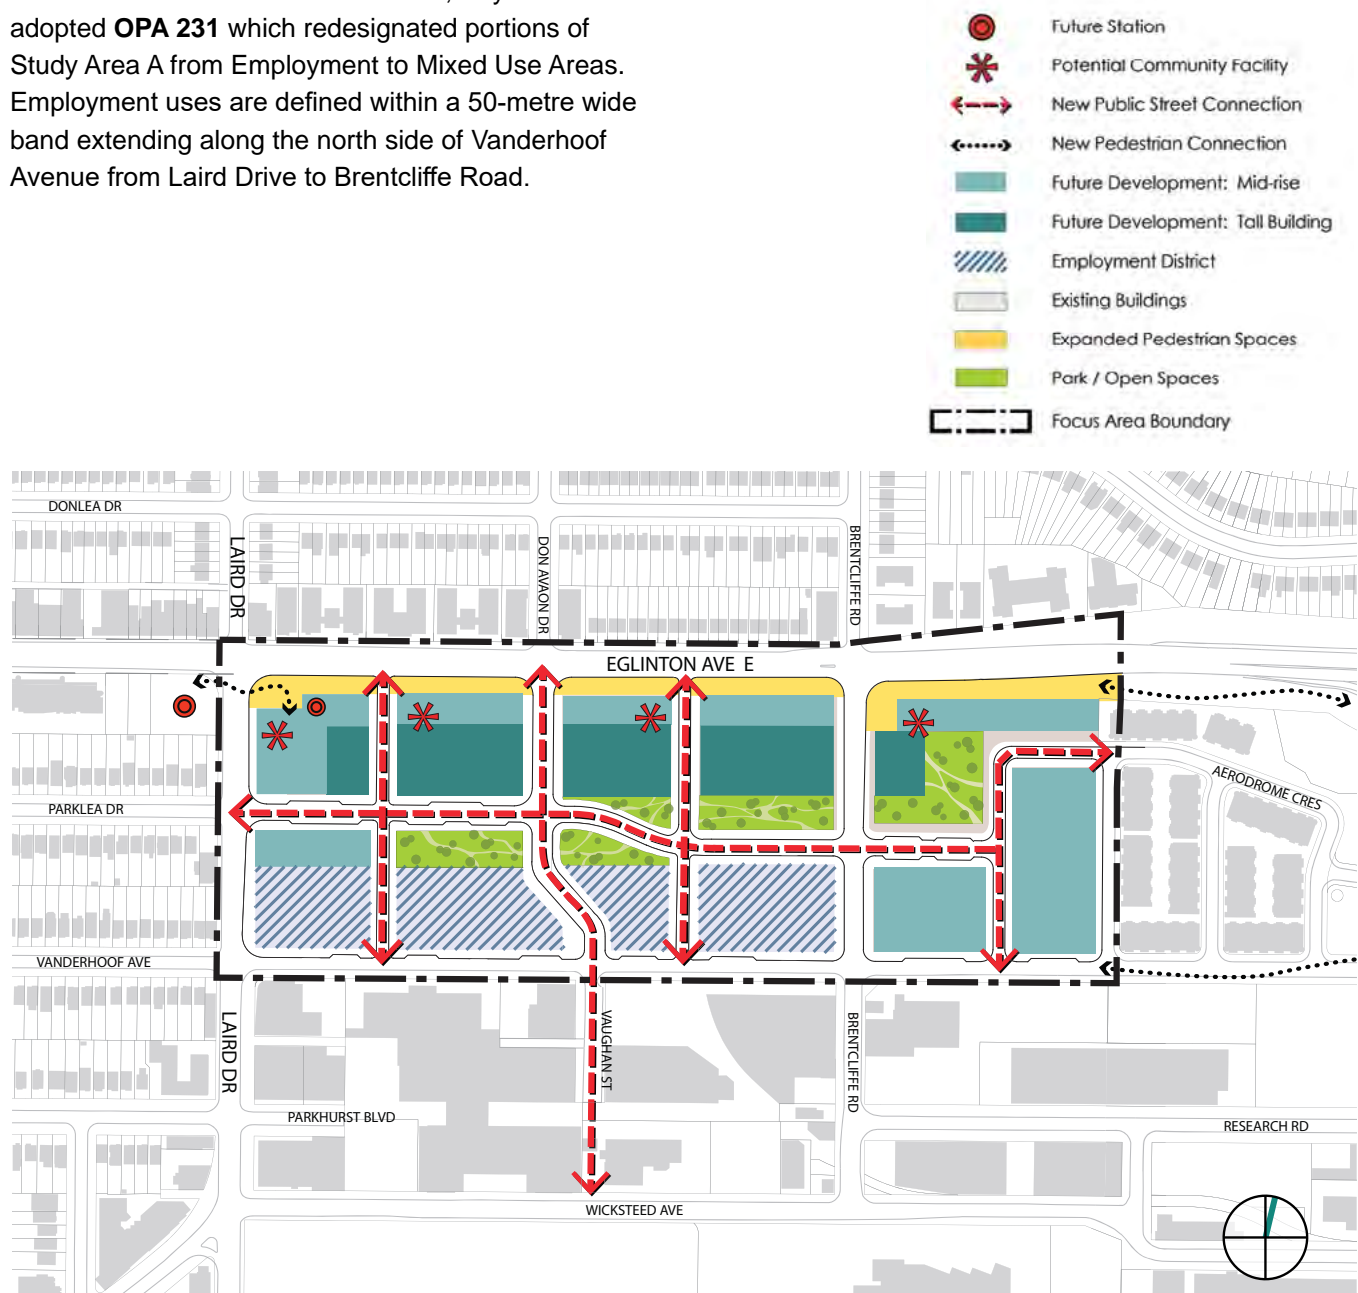 adopted OPA 231 which redesignated portions of
Study Area A from Employment to Mixed Use Areas.
Employment uses are defined within a 50-metre wide
band extending along the north side of Vanderhoof
Avenue from Laird Drive to Brentcliffe Road.
Future Station
Potential Community Facility
New Public Street Connection
New Pedestrian Connection
Future Development: Mid-rise
Future Development: Tall Building
Employment District
Existing Buildings
Expanded Pedestrian Spaces
Park / Open Spaces
Focus Area Boundary
DONLEA DR
LAIRD DR
DON AVAON DR
BRENTCLIFFE RD
EGLINTON AVE E
AERODROME CRES
PARKLEA DR
VANDERHOOF AVE
LAIRD DR
VAUGHAN ST
BRENTCLIFFE RD
PARKHURST BLVD
RESEARCH RD
WICKSTEED AVE